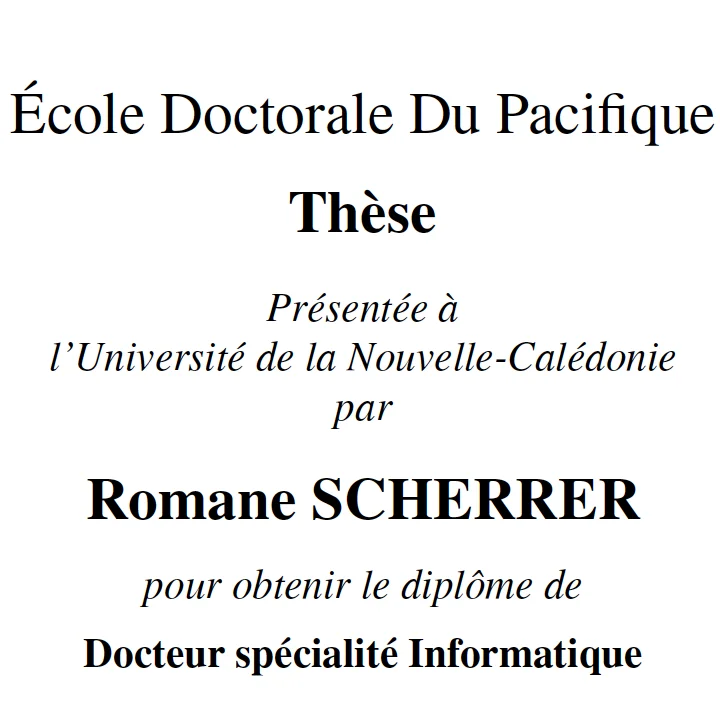 École Doctorale Du Pacifique
Thèse
Présentée à
l’Université de la Nouvelle-Calédonie
par
Romane SCHERRER
pour obtenir le diplôme de
Docteur spécialité Informatique